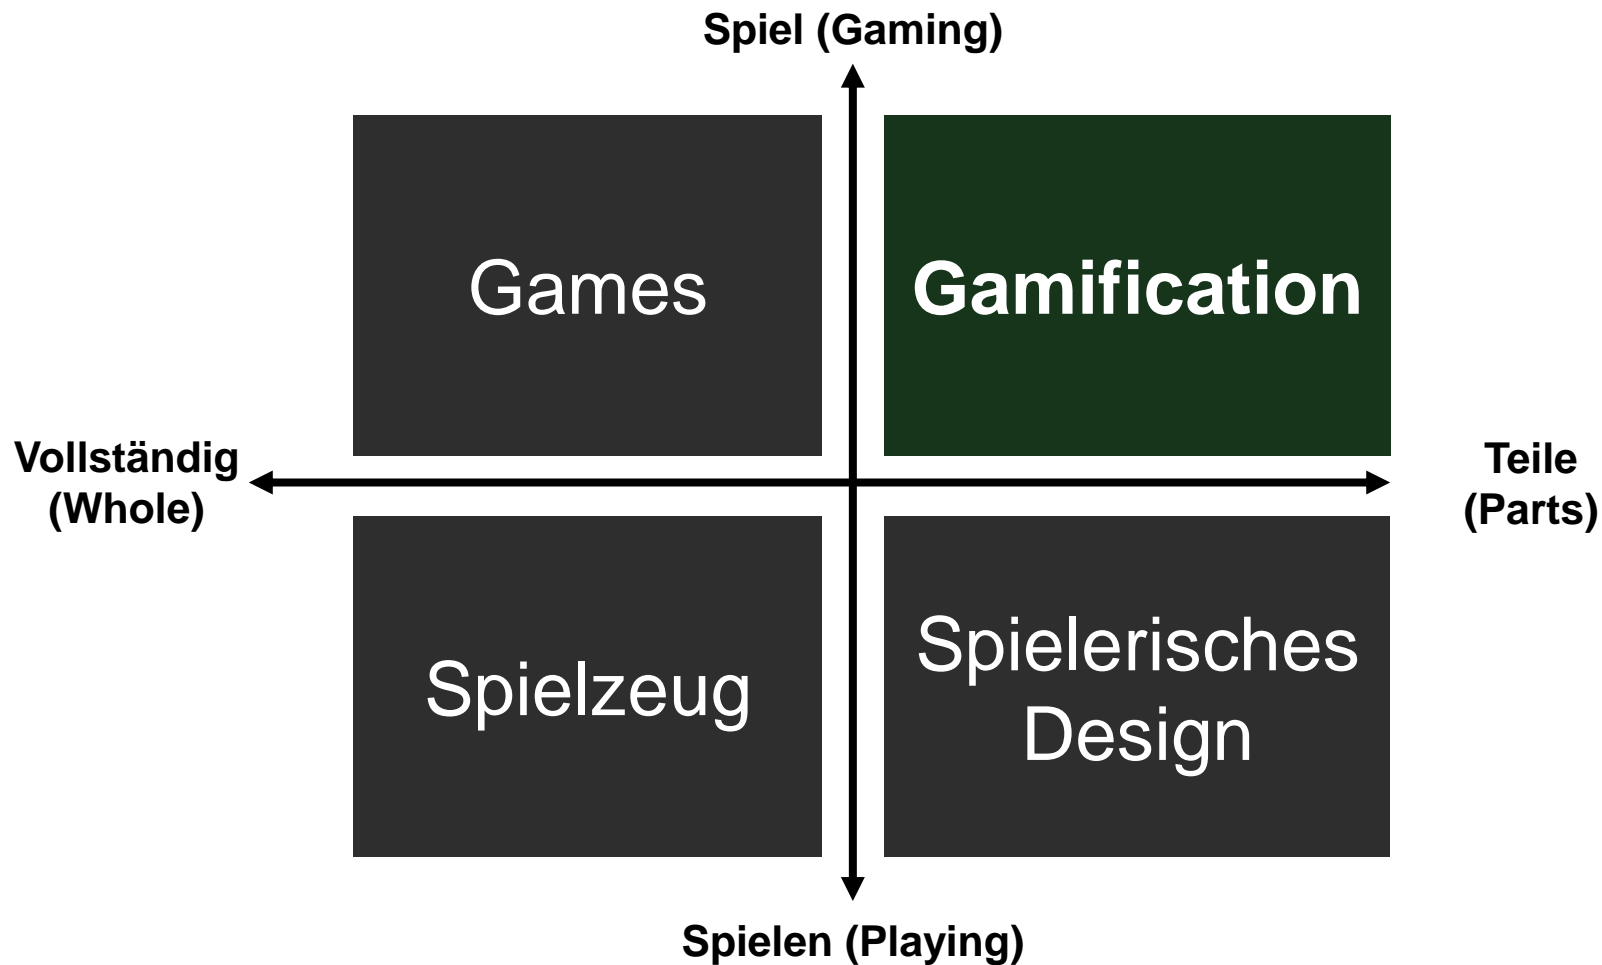 Spiel (Gaming)
Games
Gamification
Vollständig
(Whole)
Teile
(Parts)
Spielzeug
Spielerisches
Design
Spielen (Playing)